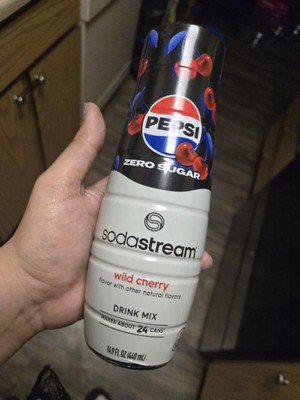 PEPSI
ZERO SUGAR
sodastream
wild cherry
flavor with other natural flavors
DRINK MIX
MAKES ABOUT 24 CANS
14.9 FL OZ (440 mL)